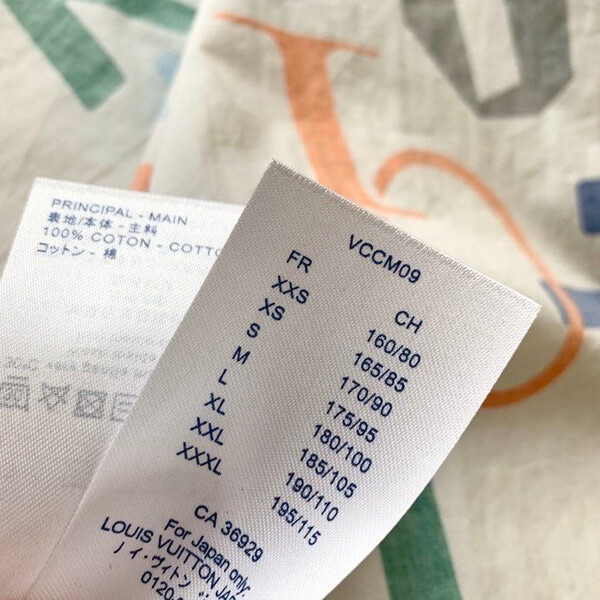 PRINCIPAL - MAIN
表地/本体 - 主料
100% COTON - COTTO
コットン - 棉
VCCM09
FR CH
XXS 160/80
XS 165/85
S 170/90
M 175/95
L 180/100
XL 185/105
XXL 190/110
XXXL 195/115
CA 36929
For Japan only:
LOUIS VUITTON JAP
ルイ・ヴィトン
0120